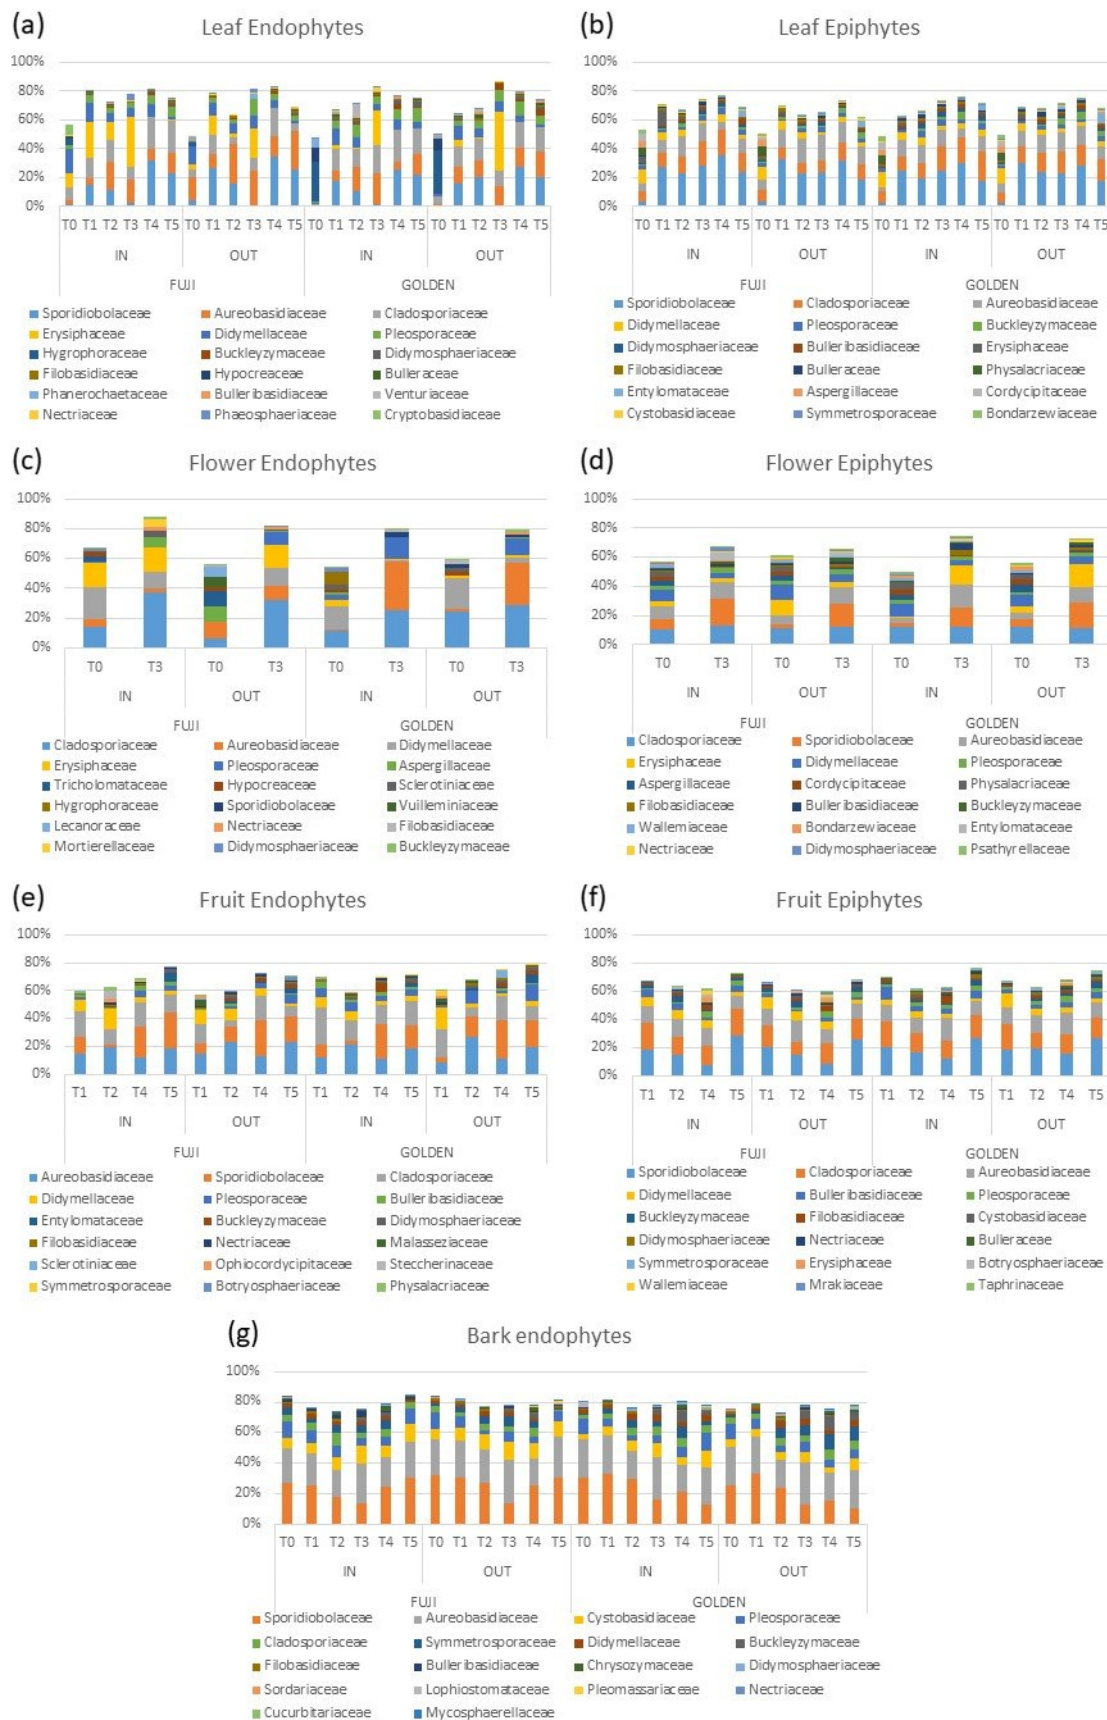 (a)
Leaf Endophytes
100%
80%
60%
40%
20%
0%
T0 T1 T2 T3 T4 T5 T0 T1 T2 T3 T4 T5 T0 T1 T2 T3 T4 T5 T0 T1 T2 T3 T4 T5
IN OUT IN OUT
FUJI GOLDEN
Sporidiobolaceae Aureobasidiaceae Cladosporiaceae
Erysiphaceae Didymellaceae Pleosporaceae
Hygrophoraceae Buckleyzymaceae Didymosphaeriaceae
Filobasidiaceae Hypocreaceae Bulleraceae
Phanerochaetaceae Bulleribasidiaceae Venturiaceae
Nectriaceae Phaeosphaeriaceae Cryptobasidiaceae
(b)
Leaf Epiphytes
100%
80%
60%
40%
20%
0%
T0 T1 T2 T3 T4 T5 T0 T1 T2 T3 T4 T5 T0 T1 T2 T3 T4 T5 T0 T1 T2 T3 T4 T5
IN OUT IN OUT
FUJI GOLDEN
Sporidiobolaceae Cladosporiaceae Aureobasidiaceae
Didymellaceae Pleosporaceae Buckleyzymaceae
Didymosphaeriaceae Bulleribasidiaceae Erysiphaceae
Filobasidiaceae Bulleraceae Physalacriaceae
Entylomataceae Aspergillaceae Cordycipitaceae
Cystobasidiaceae Symmetrosporaceae Bondarzewiaceae
(c)
Flower Endophytes
100%
80%
60%
40%
20%
0%
T0 T3 T0 T3 T0 T3 T0 T3
IN OUT IN OUT
FUJI GOLDEN
Cladosporiaceae Aureobasidiaceae Didymellaceae
Erysiphaceae Pleosporaceae Aspergillaceae
Tricholomataceae Hypocreaceae Sclerotiniaceae
Hygrophoraceae Sporidiobolaceae Vuilleminiaceae
Lecanoraceae Nectriaceae Filobasidiaceae
Mortierellaceae Didymosphaeriaceae Buckleyzymaceae
(d)
Flower Epiphytes
100%
80%
60%
40%
20%
0%
T0 T3 T0 T3 T0 T3 T0 T3
IN OUT IN OUT
FUJI GOLDEN
Cladosporiaceae Sporidiobolaceae Aureobasidiaceae
Erysiphaceae Didymellaceae Pleosporaceae
Aspergillaceae Cordycipitaceae Physalacriaceae
Filobasidiaceae Bulleribasidiaceae Buckleyzymaceae
Wallemiaceae Bondarzewiaceae Entylomataceae
Nectriaceae Didymosphaeriaceae Psathyrellaceae
(e)
Fruit Endophytes
100%
80%
60%
40%
20%
0%
T1 T2 T4 T5 T1 T2 T4 T5 T1 T2 T4 T5 T1 T2 T4 T5
IN OUT IN OUT
FUJI GOLDEN
Aureobasidiaceae Sporidiobolaceae Cladosporiaceae
Didymellaceae Pleosporaceae Bulleribasidiaceae
Entylomataceae Buckleyzymaceae Didymosphaeriaceae
Filobasidiaceae Nectriaceae Malasseziaceae
Sclerotiniaceae Ophiocordycipitaceae Steccherinaceae
Symmetrosporaceae Botryosphaeriaceae Physalacriaceae
(f)
Fruit Epiphytes
100%
80%
60%
40%
20%
0%
T1 T2 T4 T5 T1 T2 T4 T5 T1 T2 T4 T5 T1 T2 T4 T5
IN OUT IN OUT
FUJI GOLDEN
Sporidiobolaceae Cladosporiaceae Aureobasidiaceae
Didymellaceae Bulleribasidiaceae Pleosporaceae
Buckleyzymaceae Filobasidiaceae Cystobasidiaceae
Didymosphaeriaceae Nectriaceae Bulleraceae
Symmetrosporaceae Erysiphaceae Botryosphaeriaceae
Wallemiaceae Mrakiaceae Taphrinaceae
(g)
Bark endophytes
100%
80%
60%
40%
20%
0%
T0 T1 T2 T3 T4 T5 T0 T1 T2 T3 T4 T5 T0 T1 T2 T3 T4 T5 T0 T1 T2 T3 T4 T5
IN OUT IN OUT
FUJI GOLDEN
Sporidiobolaceae Aureobasidiaceae Cystobasidiaceae Pleosporaceae
Cladosporiaceae Symmetrosporaceae Didymellaceae Buckleyzymaceae
Filobasidiaceae Bulleribasidiaceae Chrysozymaceae Didymosphaeriaceae
Sordariaceae Lophiostomataceae Pleomassariaceae Nectriaceae
Cucurbitariaceae Mycosphaerellaceae